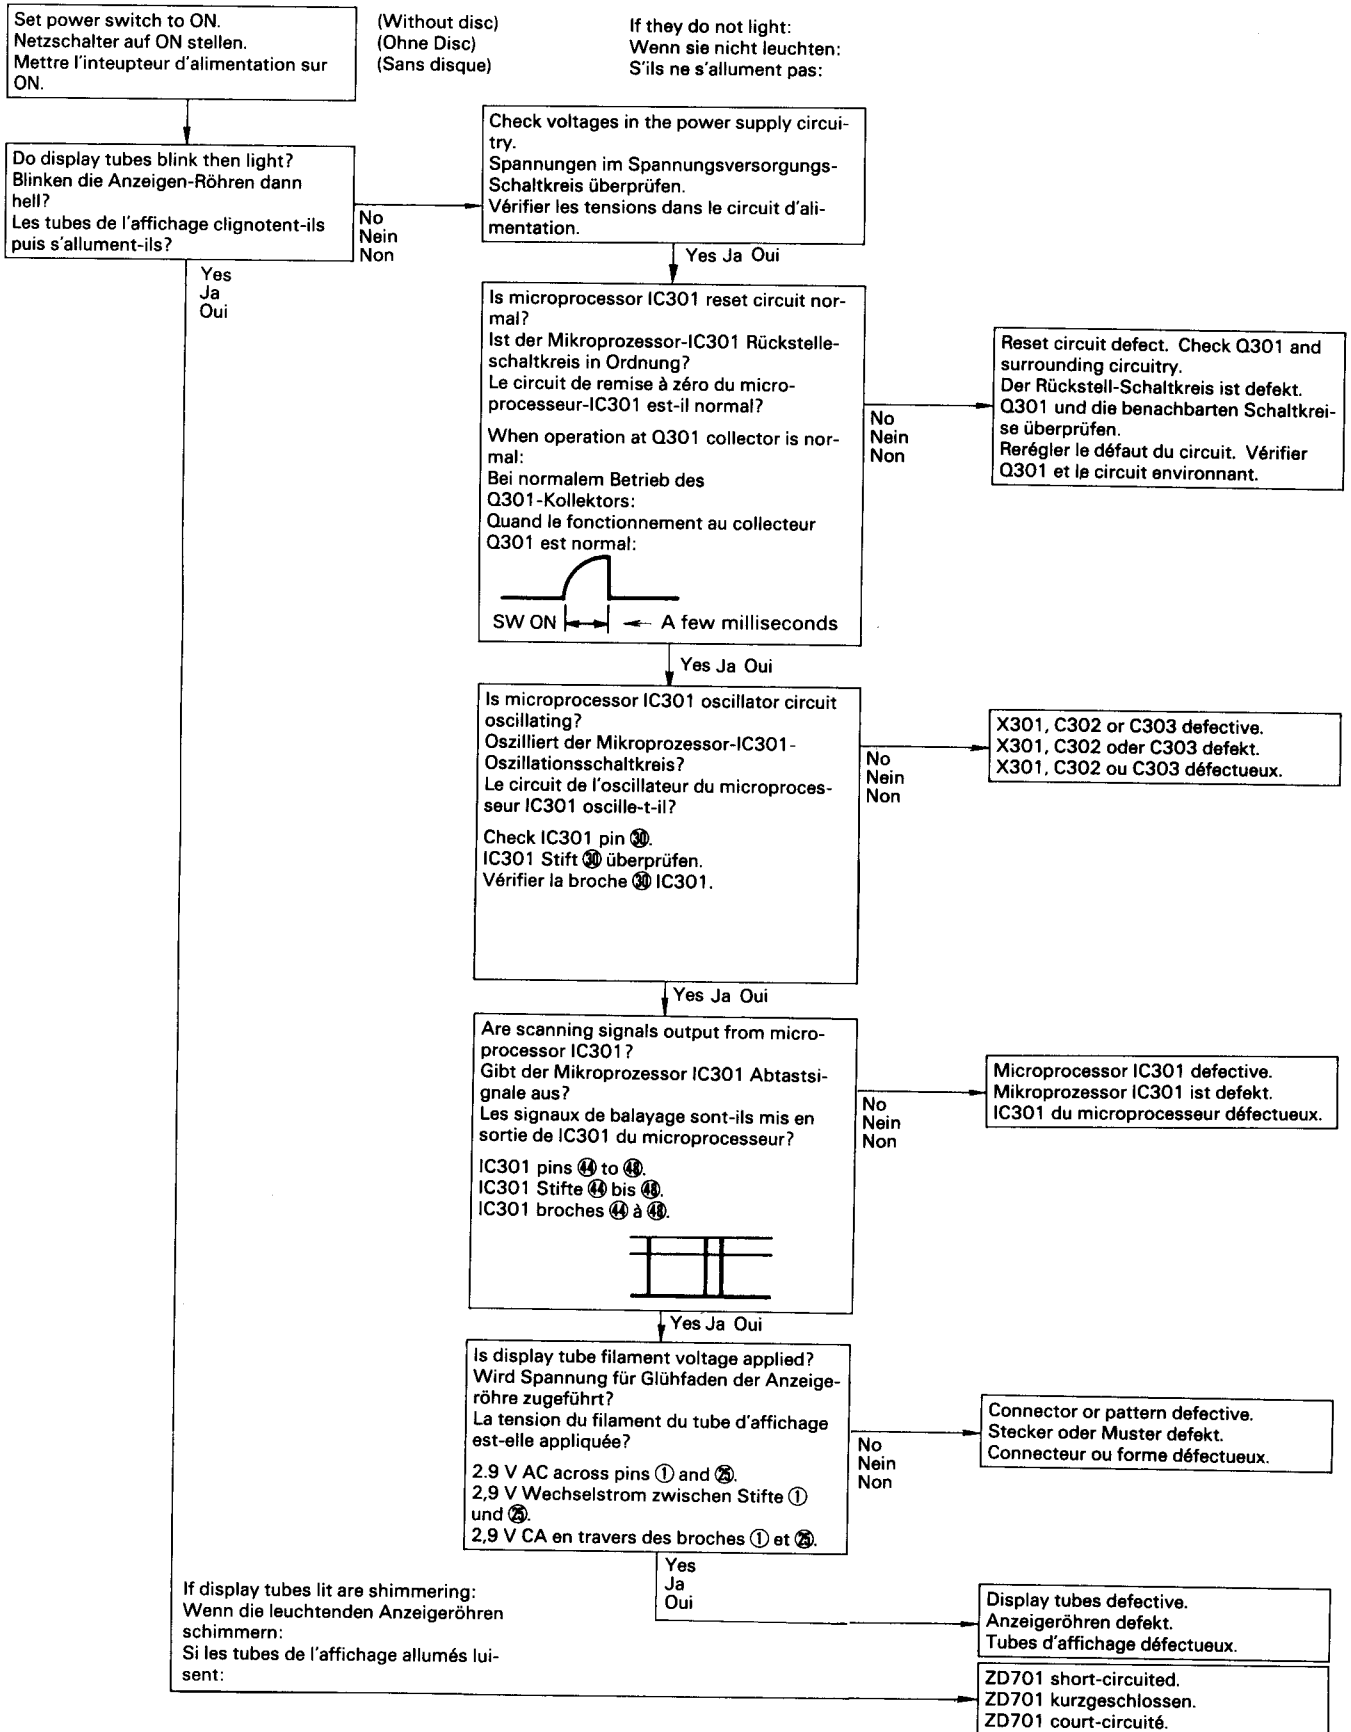 Set power switch to ON.
Netzschalter auf ON stellen.
Mettre l'inteupteur d'alimentation sur
ON.
(Without disc)
(Ohne Disc)
(Sans disque)
If they do not light:
Wenn sie nicht leuchten:
S'ils ne s'allument pas:
Do display tubes blink then light?
Blinken die Anzeigen-Röhren dann
hell?
Les tubes de l'affichage clignotent-ils
puis s'allument-ils?
No
Nein
Non
Yes
Ja
Oui
Check voltages in the power supply circui-
try.
Spannungen im Spannungsversorgungs-
Schaltkreis überprüfen.
Vérifier les tensions dans le circuit d'ali-
mentation.
Yes Ja Oui
Is microprocessor IC301 reset circuit nor-
mal?
Ist der Mikroprozessor-IC301 Rückstelle-
schaltkreis in Ordnung?
Le circuit de remise à zéro du micro-
processeur-IC301 est-il normal?
When operation at Q301 collector is nor-
mal:
Bei normalem Betrieb des
Q301-Kollektors:
Quand le fonctionnement au collecteur
Q301 est normal:
SW ON A few milliseconds
No
Nein
Non
Reset circuit defect. Check Q301 and
surrounding circuitry.
Der Rückstell-Schaltkreis ist defekt.
Q301 und die benachbarten Schaltkrei-
se überprüfen.
Rerégler le défaut du circuit. Vérifier
Q301 et le circuit environnant.
Yes Ja Oui
Is microprocessor IC301 oscillator circuit
oscillating?
Oszilliert der Mikroprozessor-IC301-
Oszillationsschaltkreis?
Le circuit de l'oscillateur du microproces-
seur IC301 oscille-t-il?
Check IC301 pin ㉚.
IC301 Stift ㉚ überprüfen.
Vérifier la broche ㉚ IC301.
No
Nein
Non
X301, C302 or C303 defective.
X301, C302 oder C303 defekt.
X301, C302 ou C303 défectueux.
Yes Ja Oui
Are scanning signals output from micro-
processor IC301?
Gibt der Mikroprozessor IC301 Abtastsi-
gnale aus?
Les signaux de balayage sont-ils mis en
sortie de IC301 du microprocesseur?
IC301 pins ㊹ to ㊽.
IC301 Stifte ㊹ bis ㊽.
IC301 broches ㊹ à ㊽.
No
Nein
Non
Microprocessor IC301 defective.
Mikroprozessor IC301 ist defekt.
IC301 du microprocesseur défectueux.
Yes Ja Oui
Is display tube filament voltage applied?
Wird Spannung für Glühfaden der Anzeige-
röhre zugeführt?
La tension du filament du tube d'affichage
est-elle appliquée?
2.9 V AC across pins ① and ㉕.
2,9 V Wechselstrom zwischen Stifte ①
und ㉕.
2,9 V CA en travers des broches ① et ㉕.
No
Nein
Non
Connector or pattern defective.
Stecker oder Muster defekt.
Connecteur ou forme défectueux.
Yes
Ja
Oui
Display tubes defective.
Anzeigeröhren defekt.
Tubes d'affichage défectueux.
If display tubes lit are shimmering:
Wenn die leuchtenden Anzeigeröhren
schimmern:
Si les tubes de l'affichage allumés lui-
sent:
ZD701 short-circuited.
ZD701 kurzgeschlossen.
ZD701 court-circuité.